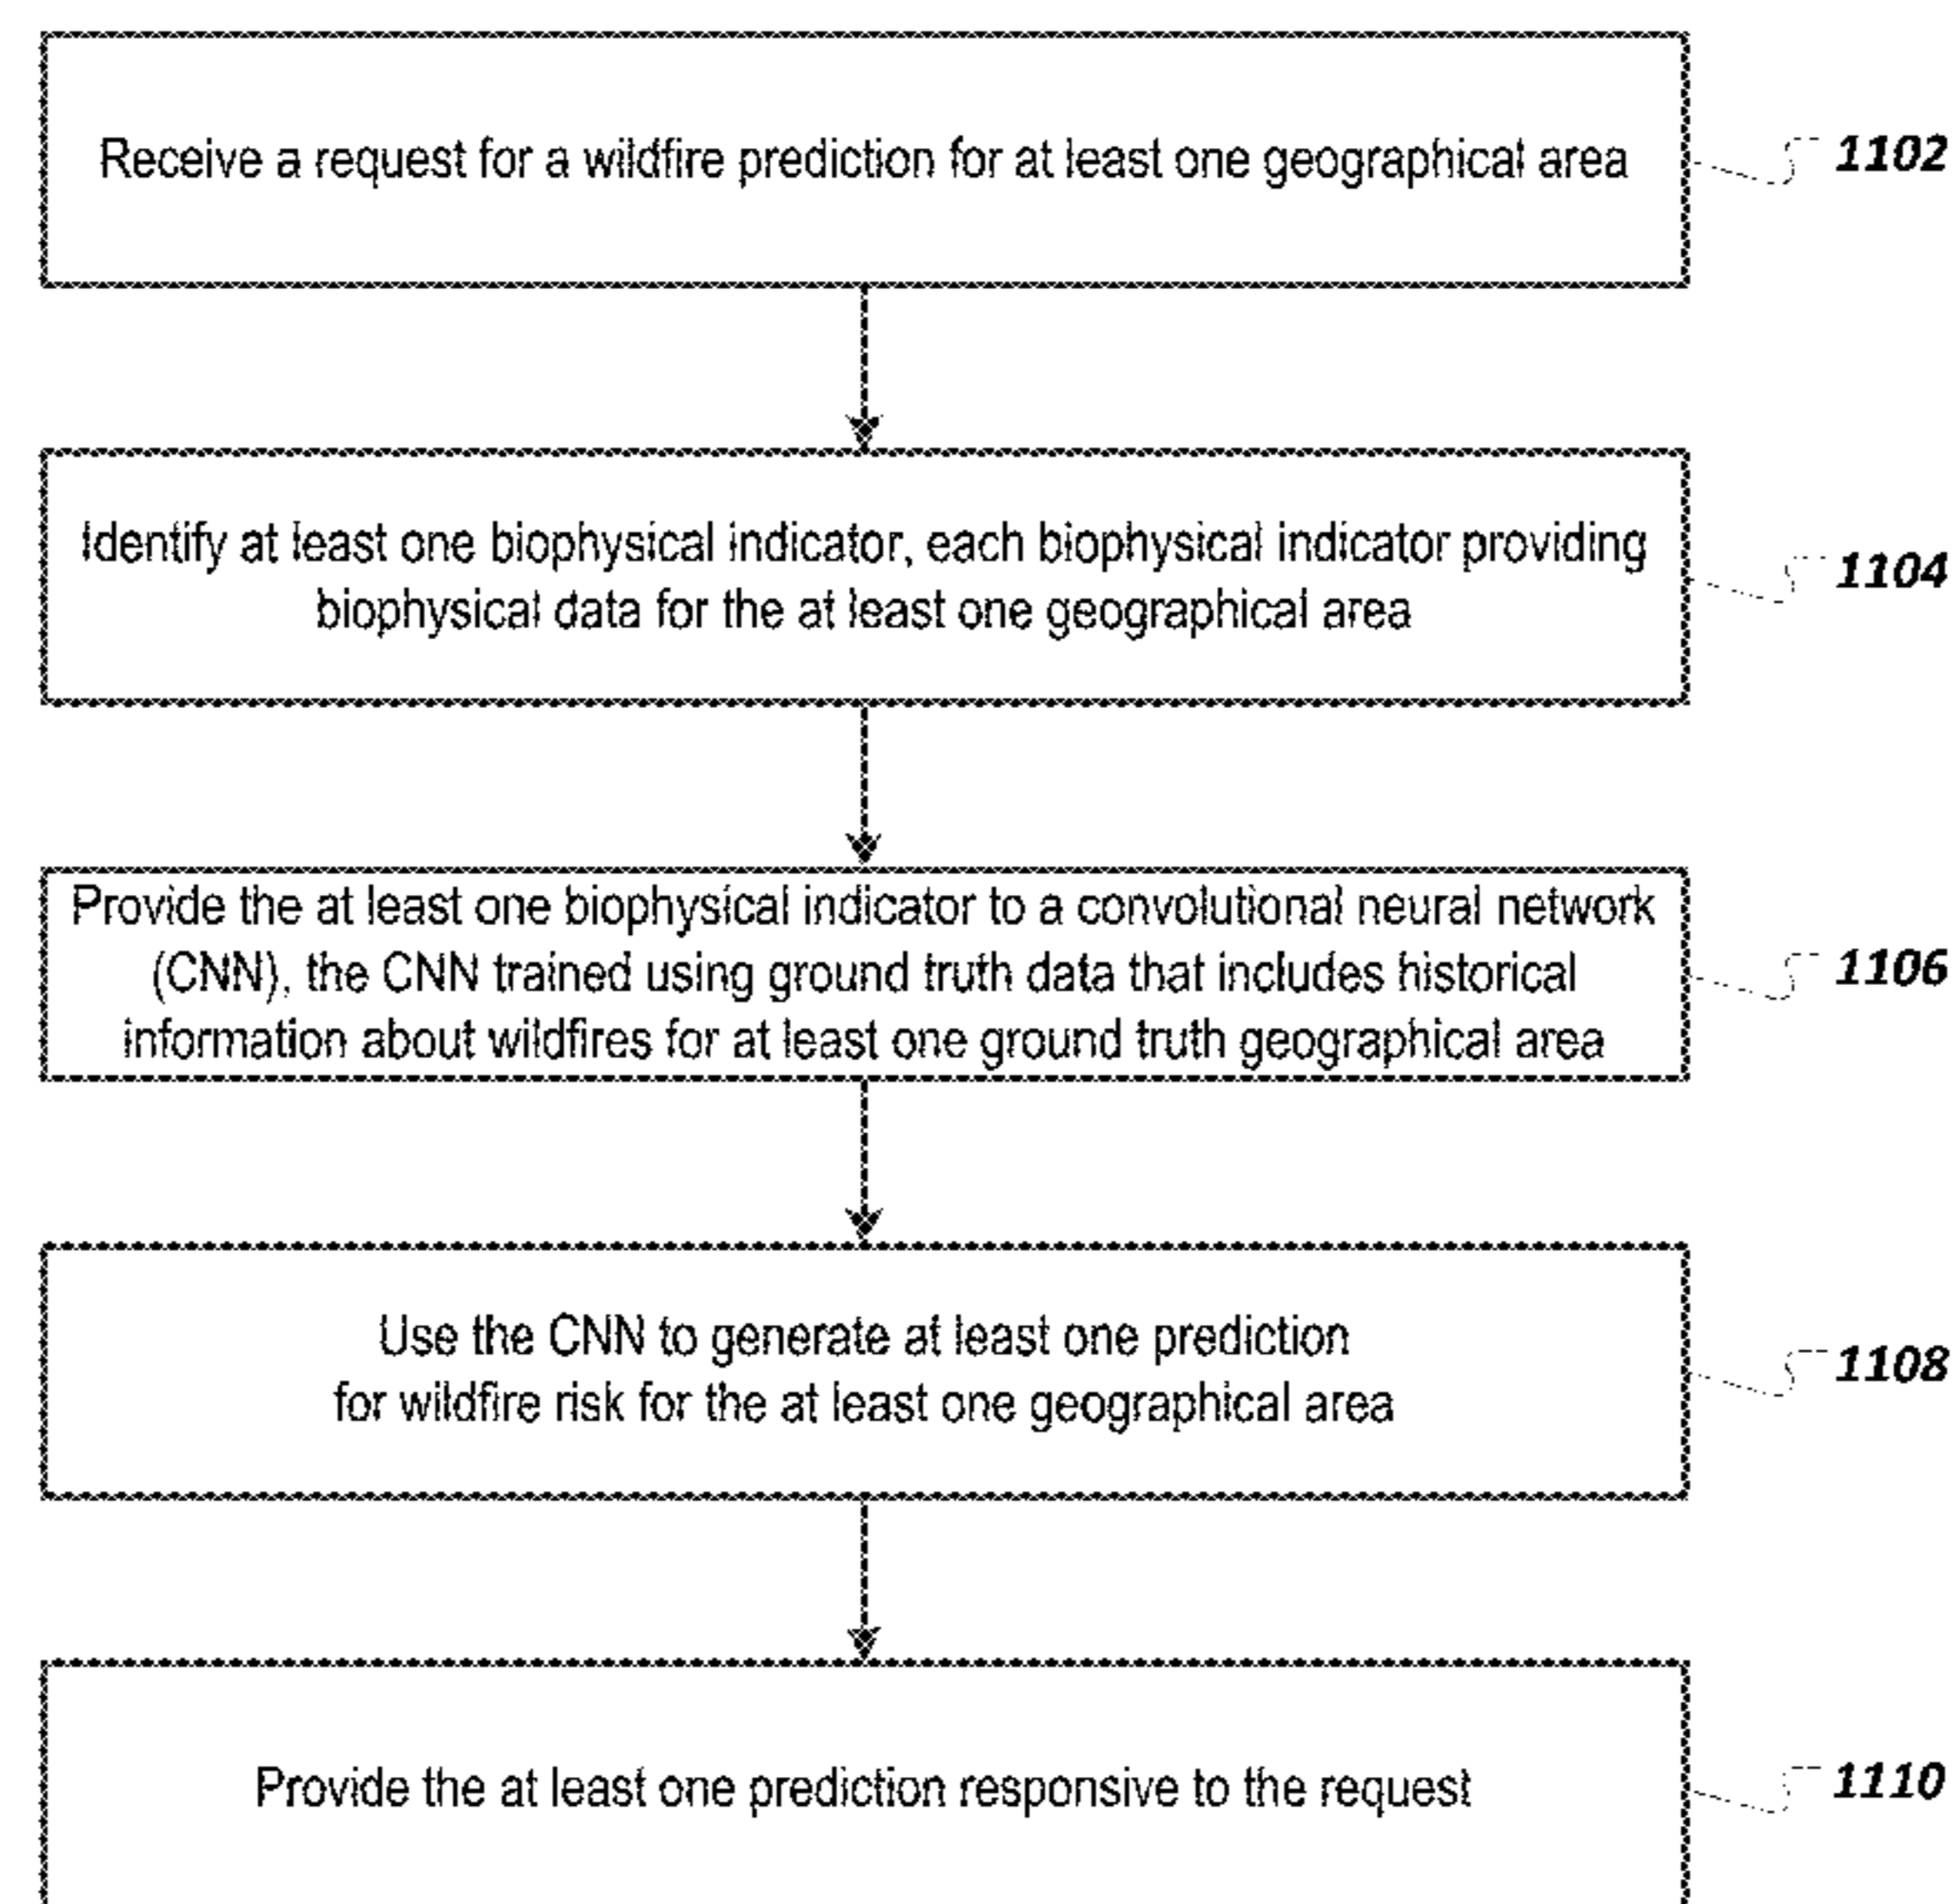 Receive a request for a wildfire prediction for at least one geographical area
1102
Identify at least one biophysical indicator, each biophysical indicator providing
biophysical data for the at least one geographical area
1104
Provide the at least one biophysical indicator to a convolutional neural network
(CNN), the CNN trained using ground truth data that includes historical
information about wildfires for at least one ground truth geographical area
1106
Use the CNN to generate at least one prediction
for wildfire risk for the at least one geographical area
1108
Provide the at least one prediction responsive to the request
1110